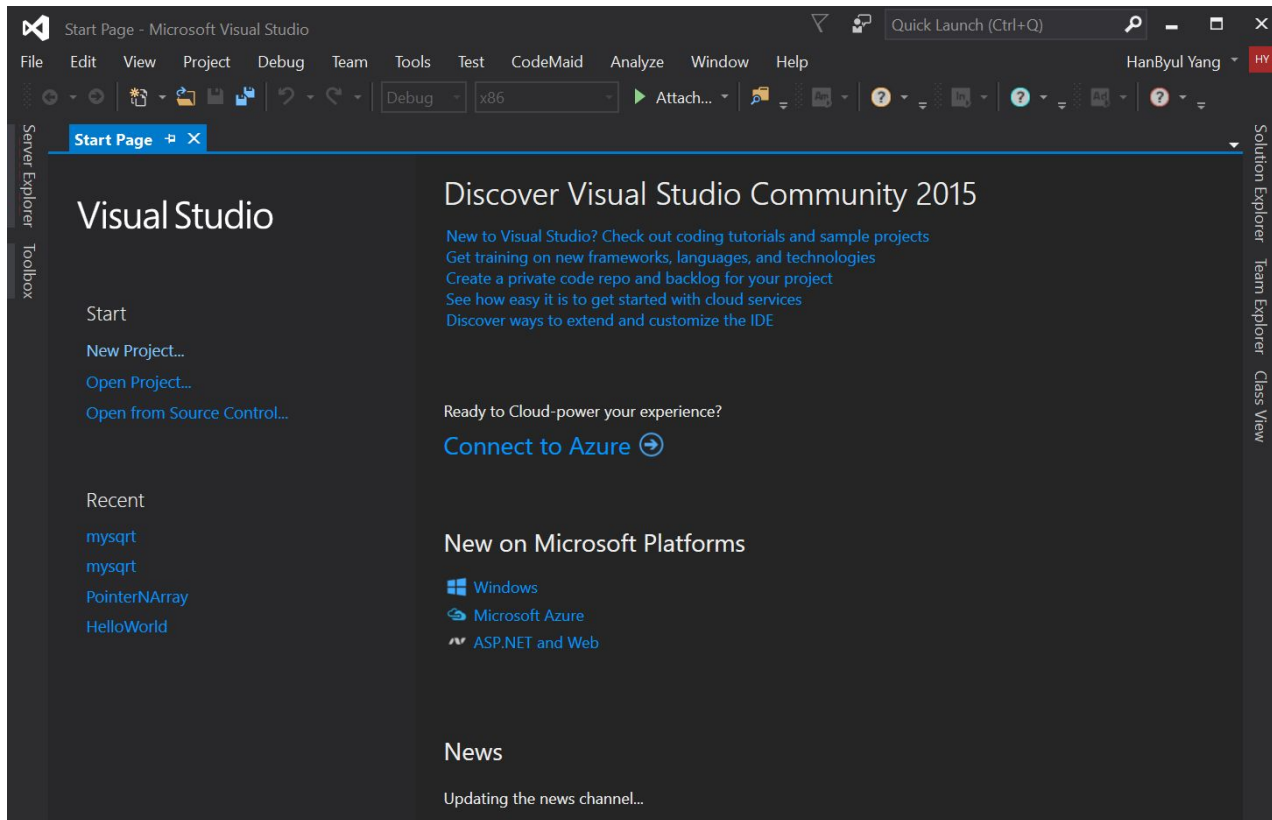 Start Page - Microsoft Visual Studio
Quick Launch (Ctrl+Q)
File Edit View Project Debug Team Tools Test CodeMaid Analyze Window Help
HanByul Yang HY
Debug x86 Attach...
Server Explorer
Toolbox
Start Page
Visual Studio
Start
New Project...
Open Project...
Open from Source Control...
Recent
mysqrt
mysqrt
PointerNArray
HelloWorld
Discover Visual Studio Community 2015
New to Visual Studio? Check out coding tutorials and sample projects
Get training on new frameworks, languages, and technologies
Create a private code repo and backlog for your project
See how easy it is to get started with cloud services
Discover ways to extend and customize the IDE
Ready to Cloud-power your experience?
Connect to Azure
New on Microsoft Platforms
Windows
Microsoft Azure
ASP.NET and Web
News
Updating the news channel...
Solution Explorer
Team Explorer
Class View